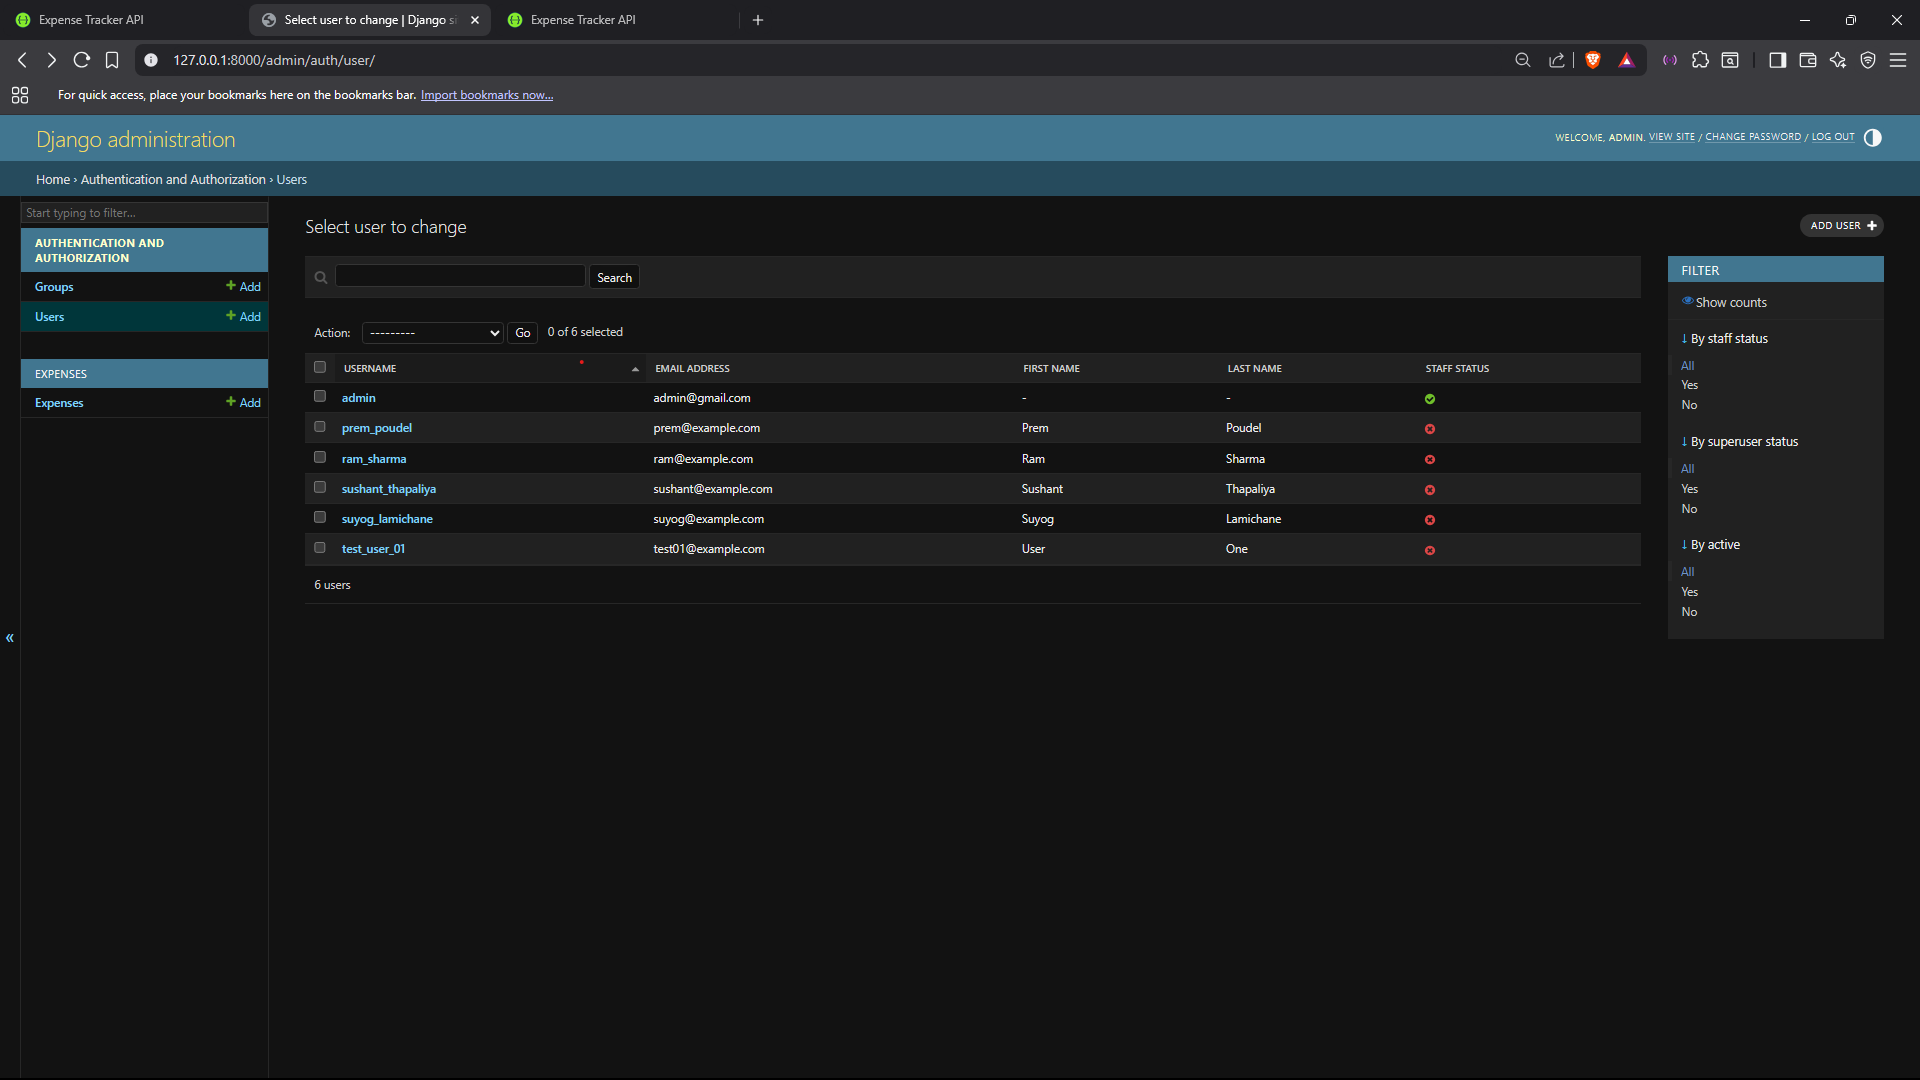 Expense Tracker API
Select user to change | Django si
Expense Tracker API
127.0.0.1:8000/admin/auth/user/
For quick access, place your bookmarks here on the bookmarks bar. Import bookmarks now...
Django administration
WELCOME, ADMIN. VIEW SITE / CHANGE PASSWORD / LOG OUT
Home › Authentication and Authorization › Users
Start typing to filter...
AUTHENTICATION AND
AUTHORIZATION
Groups + Add
Users + Add
EXPENSES
Expenses + Add
Select user to change
ADD USER +
Search
Action: --------- Go 0 of 6 selected
USERNAME EMAIL ADDRESS FIRST NAME LAST NAME STAFF STATUS
admin admin@gmail.com - -
prem_poudel prem@example.com Prem Poudel
ram_sharma ram@example.com Ram Sharma
sushant_thapaliya sushant@example.com Sushant Thapaliya
suyog_lamichane suyog@example.com Suyog Lamichane
test_user_01 test01@example.com User One
6 users
FILTER
Show counts
↓ By staff status
All
Yes
No
↓ By superuser status
All
Yes
No
↓ By active
All
Yes
No
«